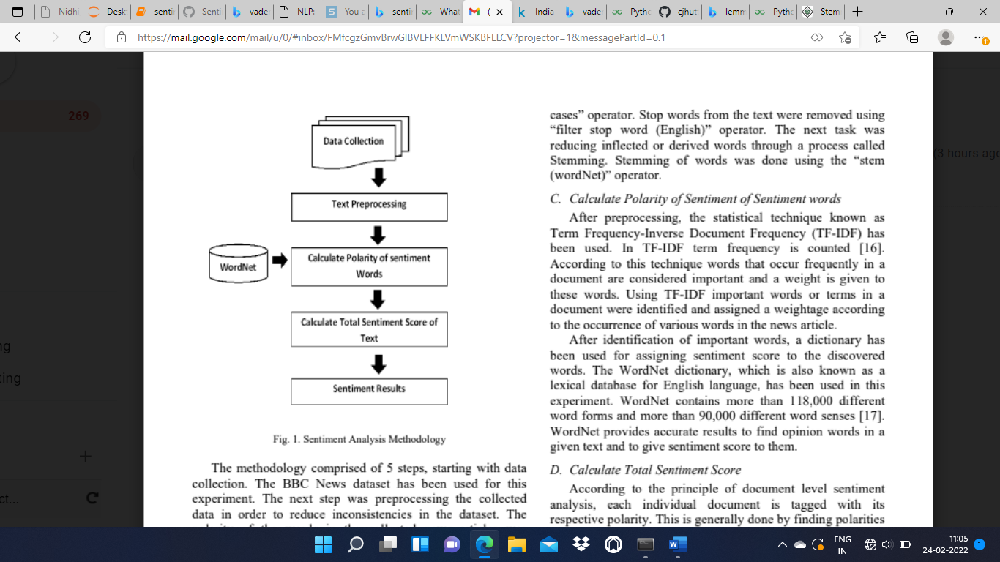 Nidhi
Desk
senti
Senti
vade
NLP:
You a
senti
What
(
India
vade
Pytho
cjhut
lemm
Pytho
Stem
https://mail.google.com/mail/u/0/#inbox/FMfcgzGmvBrwGlBVLFFKLVmWSKBFLLCV?projector=1&messagePartId=0.1
269
(3 hours ago
ng
ting
ct...
Data Collection
Text Preprocessing
WordNet
Calculate Polarity of sentiment
Words
Calculate Total Sentiment Score of
Text
Sentiment Results
Fig. 1. Sentiment Analysis Methodology
The methodology comprised of 5 steps, starting with data
collection. The BBC News dataset has been used for this
experiment. The next step was preprocessing the collected
data in order to reduce inconsistencies in the dataset. The
cases” operator. Stop words from the text were removed using
“filter stop word (English)” operator. The next task was
reducing inflected or derived words through a process called
Stemming. Stemming of words was done using the “stem
(wordNet)” operator.
C. Calculate Polarity of Sentiment of Sentiment words
After preprocessing, the statistical technique known as
Term Frequency-Inverse Document Frequency (TF-IDF) has
been used. In TF-IDF term frequency is counted [16].
According to this technique words that occur frequently in a
document are considered important and a weight is given to
these words. Using TF-IDF important words or terms in a
document were identified and assigned a weightage according
to the occurrence of various words in the news article.
After identification of important words, a dictionary has
been used for assigning sentiment score to the discovered
words. The WordNet dictionary, which is also known as a
lexical database for English language, has been used in this
experiment. WordNet contains more than 118,000 different
word forms and more than 90,000 different word senses [17].
WordNet provides accurate results to find opinion words in a
given text and to give sentiment score to them.
D. Calculate Total Sentiment Score
According to the principle of document level sentiment
analysis, each individual document is tagged with its
respective polarity. This is generally done by finding polarities
ENG
IN
11:05
24-02-2022
1